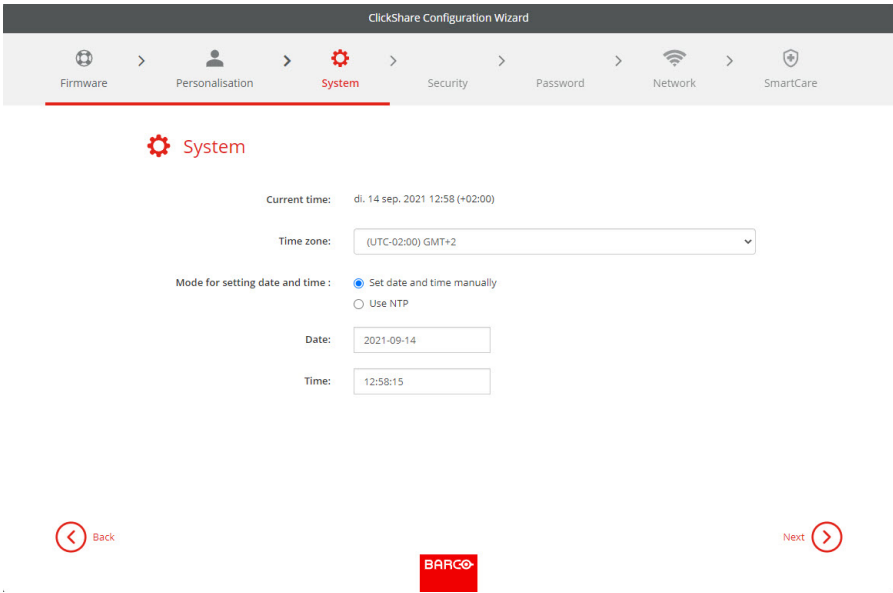 ClickShare Configuration Wizard
Firmware > Personalisation > System > Security > Password > Network > SmartCare
System
Current time: di. 14 sep. 2021 12:58 (+02:00)
Time zone: (UTC-02:00) GMT+2
Mode for setting date and time : Set date and time manually
Use NTP
Date: 2021-09-14
Time: 12:58:15
Back Next
BARCO